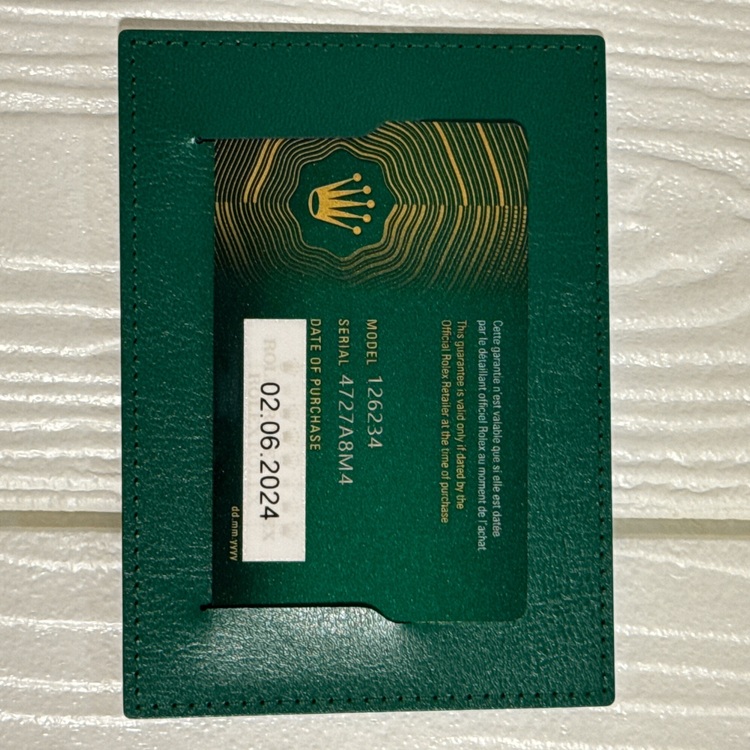 Cette garantie n'est valable que si elle est datée
par le détaillant officiel Rolex au moment de l'achat
This guarantee is valid only if dated by the
Official Rolex Retailer at the time of purchase
MODEL 126234
SERIAL 4727A8M4
DATE OF PURCHASE
02.06.2024
dd.mm.yyyy